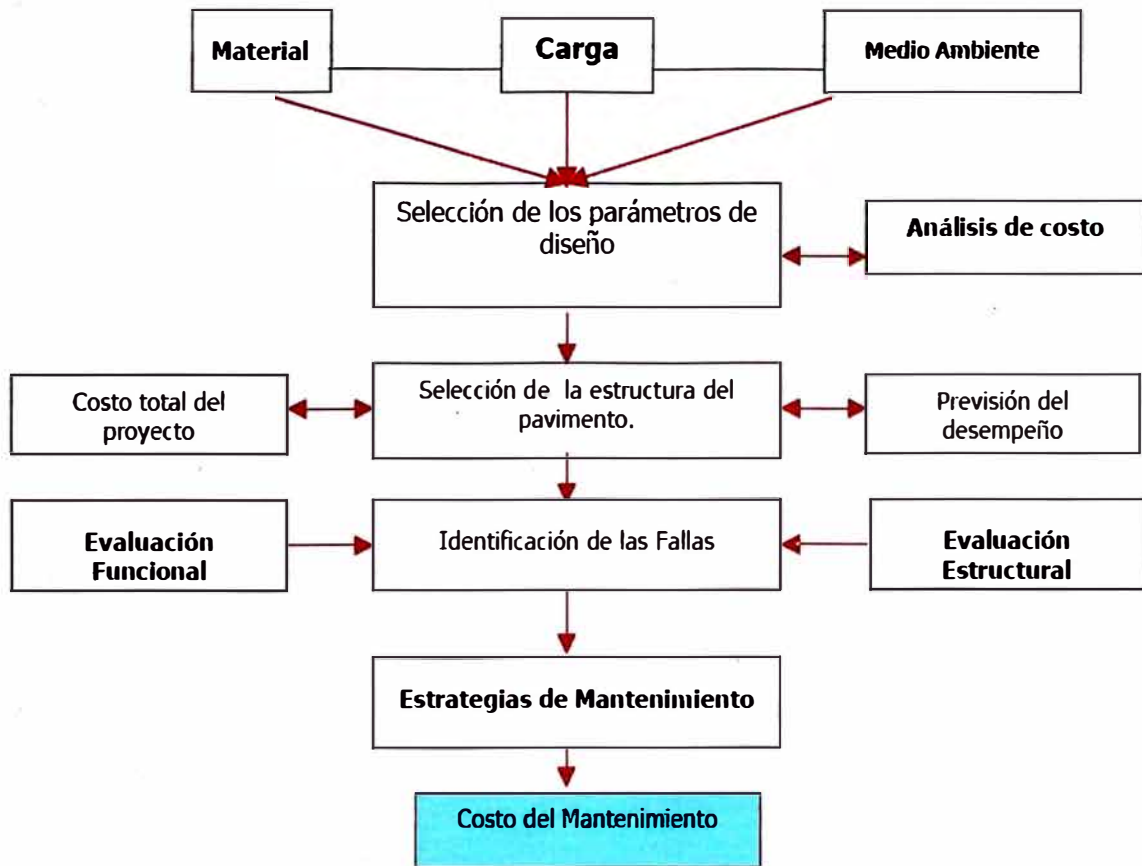 Material
Carga
Medio Ambiente
Selección de los parámetros de
diseño
Análisis de costo
Costo total del
proyecto
Selección de la estructura del
pavimento.
Previsión del
desempeño
Evaluación
Funcional
Identificación de las Fallas
Evaluación
Estructural
Estrategias de Mantenimiento
Costo del Mantenimiento